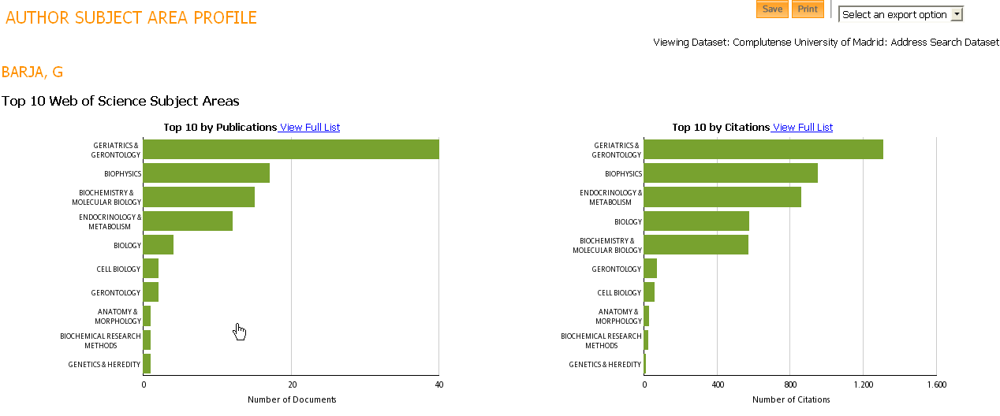 AUTHOR SUBJECT AREA PROFILE
Save
Print
Select an export option
Viewing Dataset: Complutense University of Madrid: Address Search Dataset
BARJA, G
Top 10 Web of Science Subject Areas
Top 10 by Publications View Full List
GERIATRICS &
GERONTOLOGY
BIOPHYSICS
BIOCHEMISTRY &
MOLECULAR BIOLOGY
ENDOCRINOLOGY &
METABOLISM
BIOLOGY
CELL BIOLOGY
GERONTOLOGY
ANATOMY &
MORPHOLOGY
BIOCHEMICAL RESEARCH
METHODS
GENETICS & HEREDITY
0 20 40
Number of Documents
Top 10 by Citations View Full List
GERIATRICS &
GERONTOLOGY
BIOPHYSICS
ENDOCRINOLOGY &
METABOLISM
BIOLOGY
BIOCHEMISTRY &
MOLECULAR BIOLOGY
GERONTOLOGY
CELL BIOLOGY
ANATOMY &
MORPHOLOGY
BIOCHEMICAL RESEARCH
METHODS
GENETICS & HEREDITY
0 400 800 1.200 1.600
Number of Citations